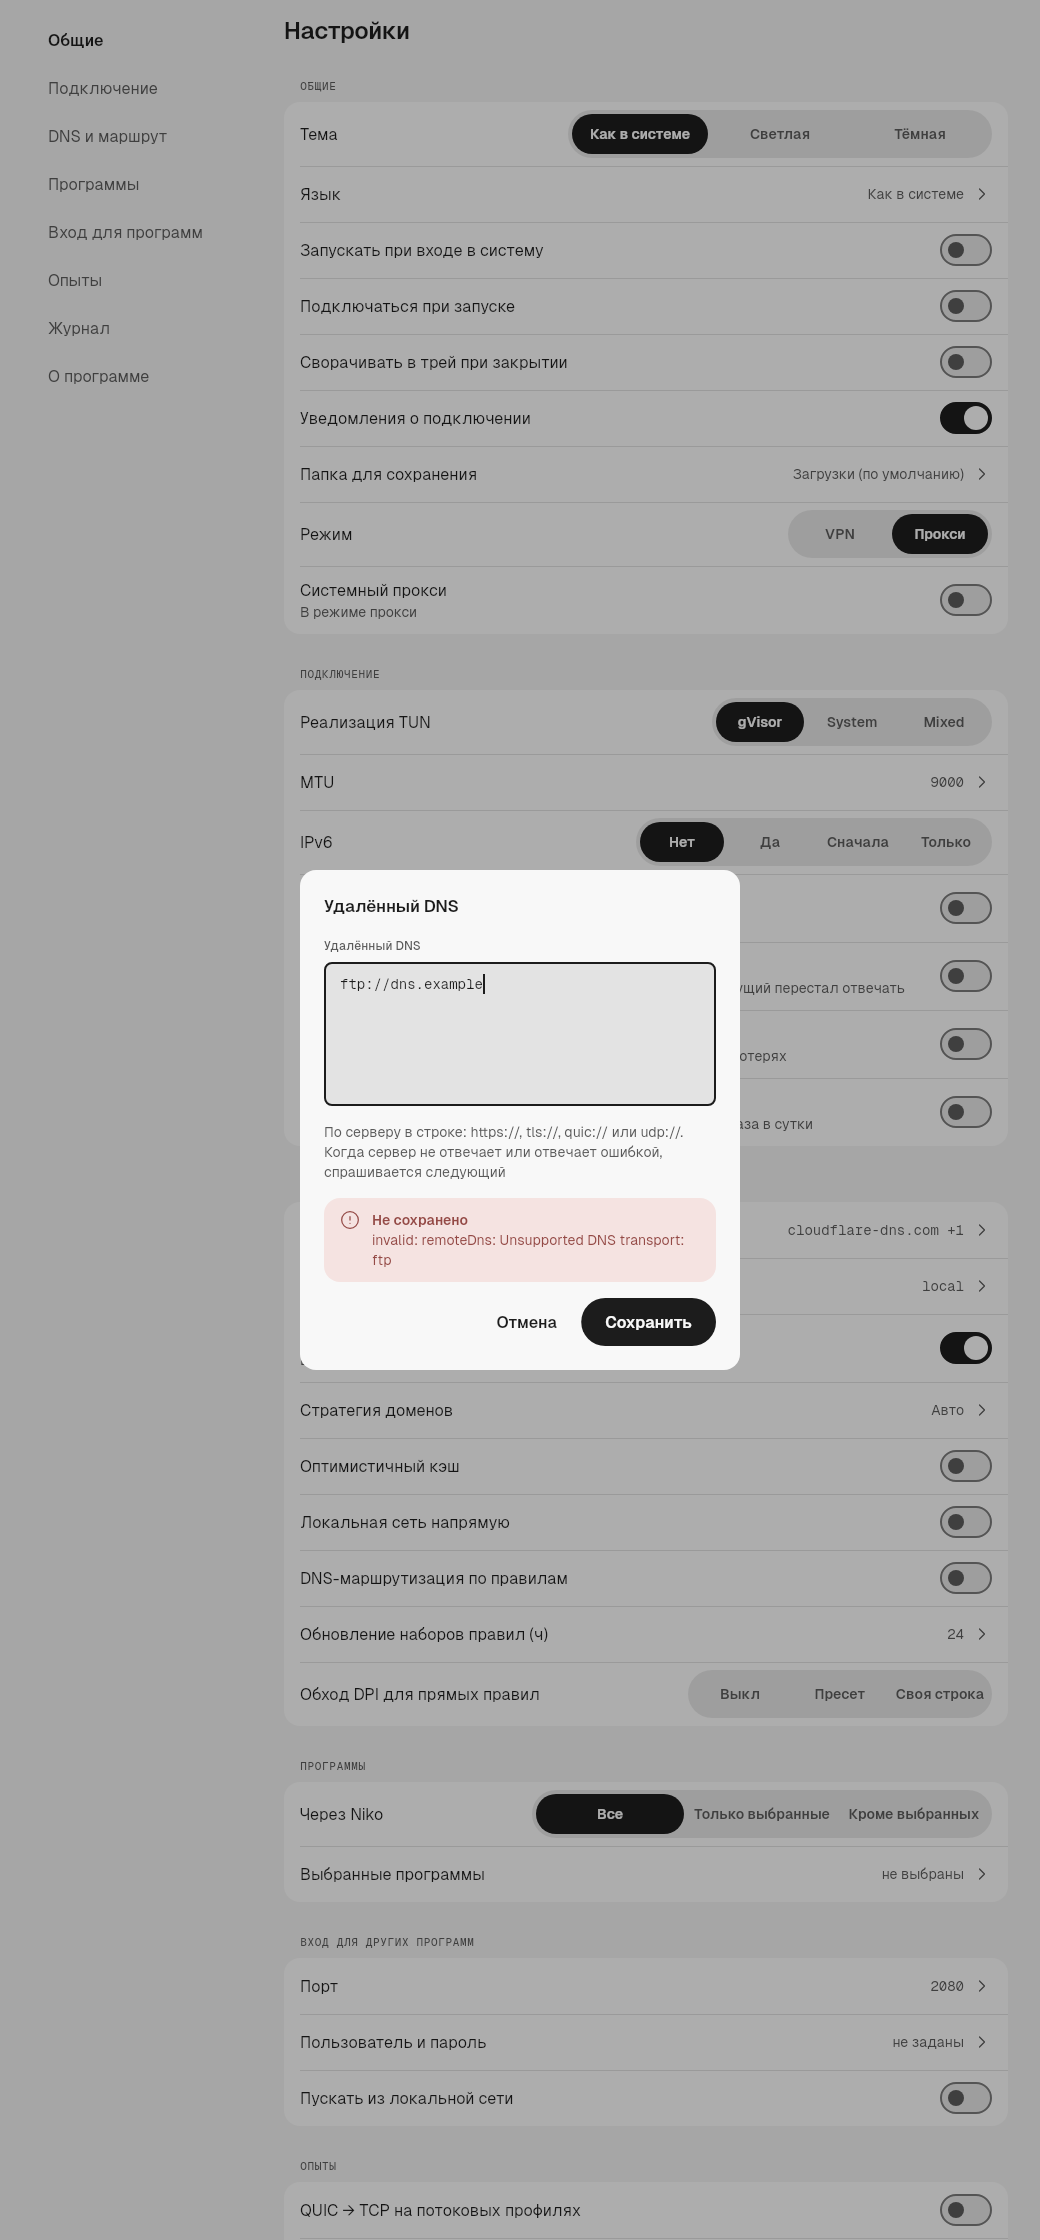 Общие
Подключение
DNS и маршрут
Программы
Вход для программ
Опыты
Журнал
О программе
Настройки
ОБЩИЕ
Тема
Как в системе
Светлая
Тёмная
Язык
Как в системе
Запускать при входе в систему
Подключаться при запуске
Сворачивать в трей при закрытии
Уведомления о подключении
Папка для сохранения
Загрузки (по умолчанию)
Режим
VPN
Прокси
Системный прокси
В режиме прокси
ПОДКЛЮЧЕНИЕ
Реализация TUN
gVisor
System
Mixed
MTU
9000
IPv6
Нет
Да
Сначала
Только
перестал отвечать
в сутки
Удалённый DNS
Удалённый DNS
ftp://dns.example
По серверу в строке: https://, tls://, quic:// или udp://.
Когда сервер не отвечает или отвечает ошибкой,
спрашивается следующий
Не сохранено
invalid: remoteDns: Unsupported DNS transport:
ftp
Отмена
Сохранить
cloudflare-dns.com +1
local
Стратегия доменов
Авто
Оптимистичный кэш
Локальная сеть напрямую
DNS-маршрутизация по правилам
Обновление наборов правил (ч)
24
Обход DPI для прямых правил
Выкл
Пресет
Своя строка
ПРОГРАММЫ
Через Niko
Все
Только выбранные
Кроме выбранных
Выбранные программы
не выбраны
ВХОД ДЛЯ ДРУГИХ ПРОГРАММ
Порт
2080
Пользователь и пароль
не заданы
Пускать из локальной сети
ОПЫТЫ
QUIC → TCP на потоковых профилях